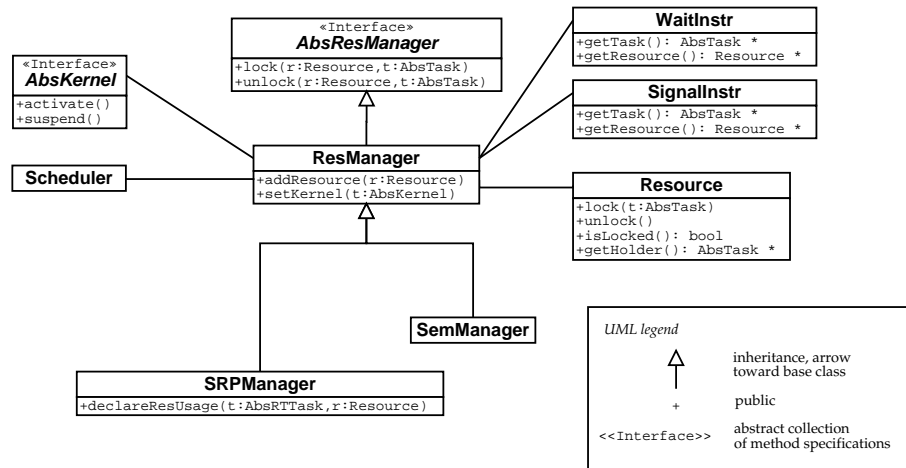 «Interface»
AbsResManager
+lock(r:Resource,t:AbsTask)
+unlock(r:Resource,t:AbsTask)
«Interface»
AbsKernel
+activate()
+suspend()
WaitInstr
+getTask(): AbsTask *
+getResource(): Resource *
SignalInstr
+getTask(): AbsTask *
+getResource(): Resource *
ResManager
+addResource(r:Resource)
+setKernel(t:AbsKernel)
Scheduler
Resource
+lock(t:AbsTask)
+unlock()
+isLocked(): bool
+getHolder(): AbsTask *
SemManager
SRPManager
+declareResUsage(t:AbsRTTask,r:Resource)
UML legend
inheritance, arrow
toward base class
+ public
<<Interface>> abstract collection
of method specifications